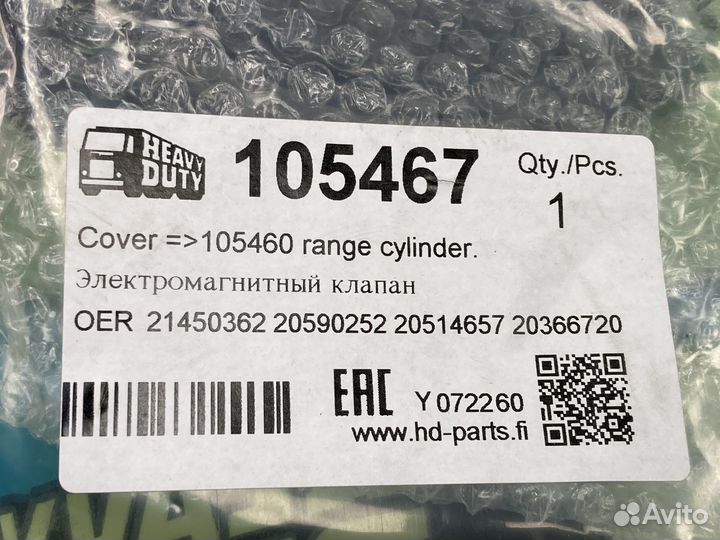 HEAVY
DUTY
105467
Qty./Pcs.
1
Cover =>105460 range cylinder.
Электромагнитный клапан
OER 21450362 20590252 20514657 20366720
EAC
Y 072260
www.hd-parts.fi
Avito